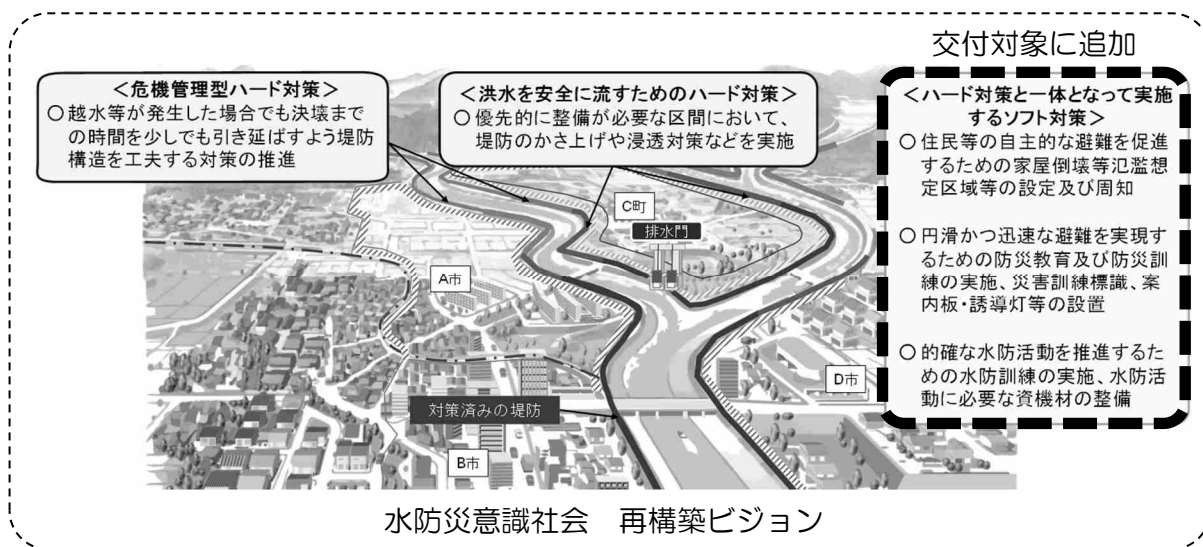 交付対象に追加
＜危機管理型ハード対策＞
○ 越水等が発生した場合でも決壊まで
の時間を少しでも引き延ばすよう堤防
構造を工夫する対策の推進
＜洪水を安全に流すためのハード対策＞
○ 優先的に整備が必要な区間において、
堤防のかさ上げや浸透対策などを実施
＜ハード対策と一体となって実施
するソフト対策＞
○ 住民等の自主的な避難を促進
するための家屋倒壊等氾濫想
定区域等の設定及び周知
○ 円滑かつ迅速な避難を実現す
るための防災教育及び防災訓
練の実施、災害訓練標識、案
内板・誘導灯等の設置
○ 的確な水防活動を推進するた
めの水防訓練の実施、水防活
動に必要な資機材の整備
C町
排水門
A市
D市
対策済みの堤防
B市
水防災意識社会　再構築ビジョン